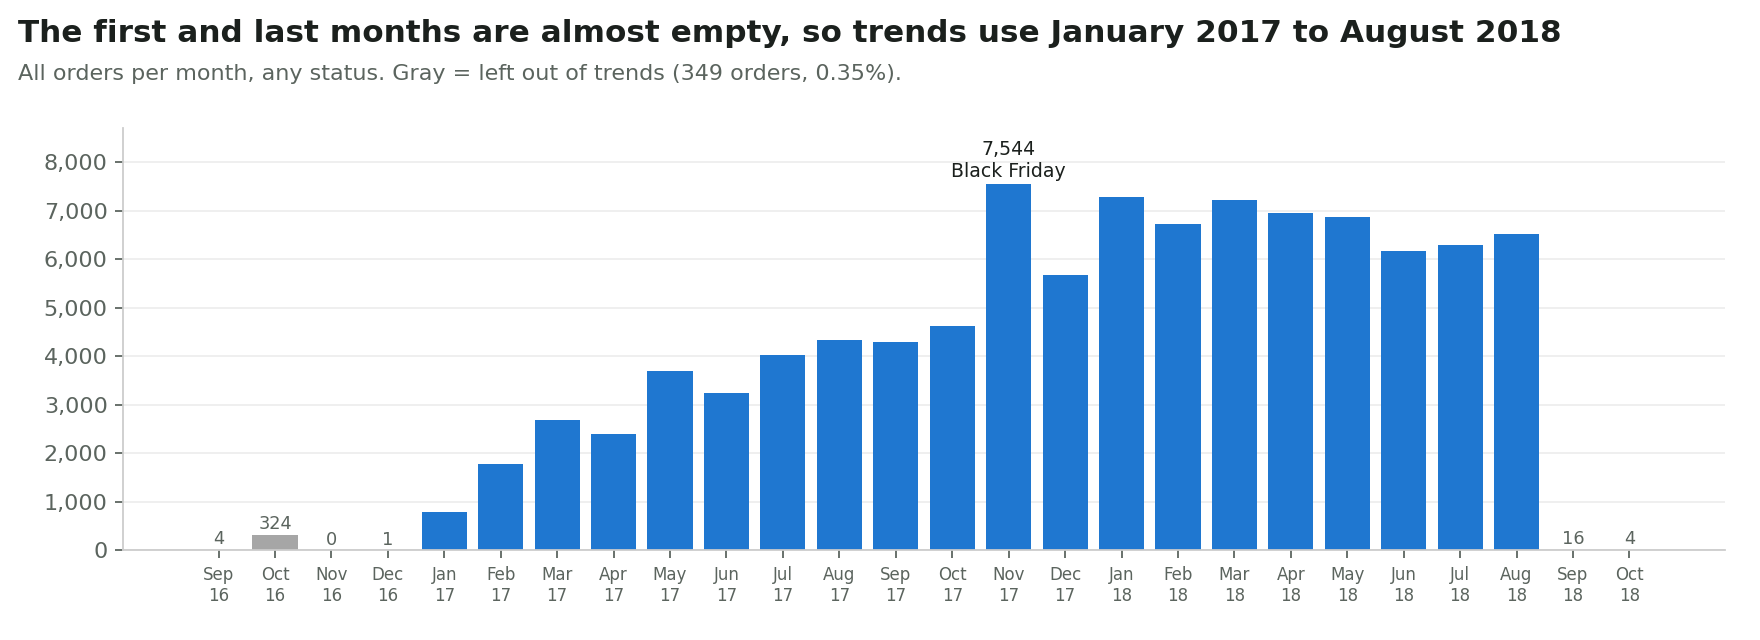 The first and last months are almost empty, so trends use January 2017 to August 2018
All orders per month, any status. Gray = left out of trends (349 orders, 0.35%).
7,544
Black Friday
8,000
7,000
6,000
5,000
4,000
3,000
2,000
1,000
0
4 324 0 1 16 4
Sep Oct Nov Dec Jan Feb Mar Apr May Jun Jul Aug Sep Oct Nov Dec Jan Feb Mar Apr May Jun Jul Aug Sep Oct
16 16 16 16 17 17 17 17 17 17 17 17 17 17 17 17 18 18 18 18 18 18 18 18 18 18